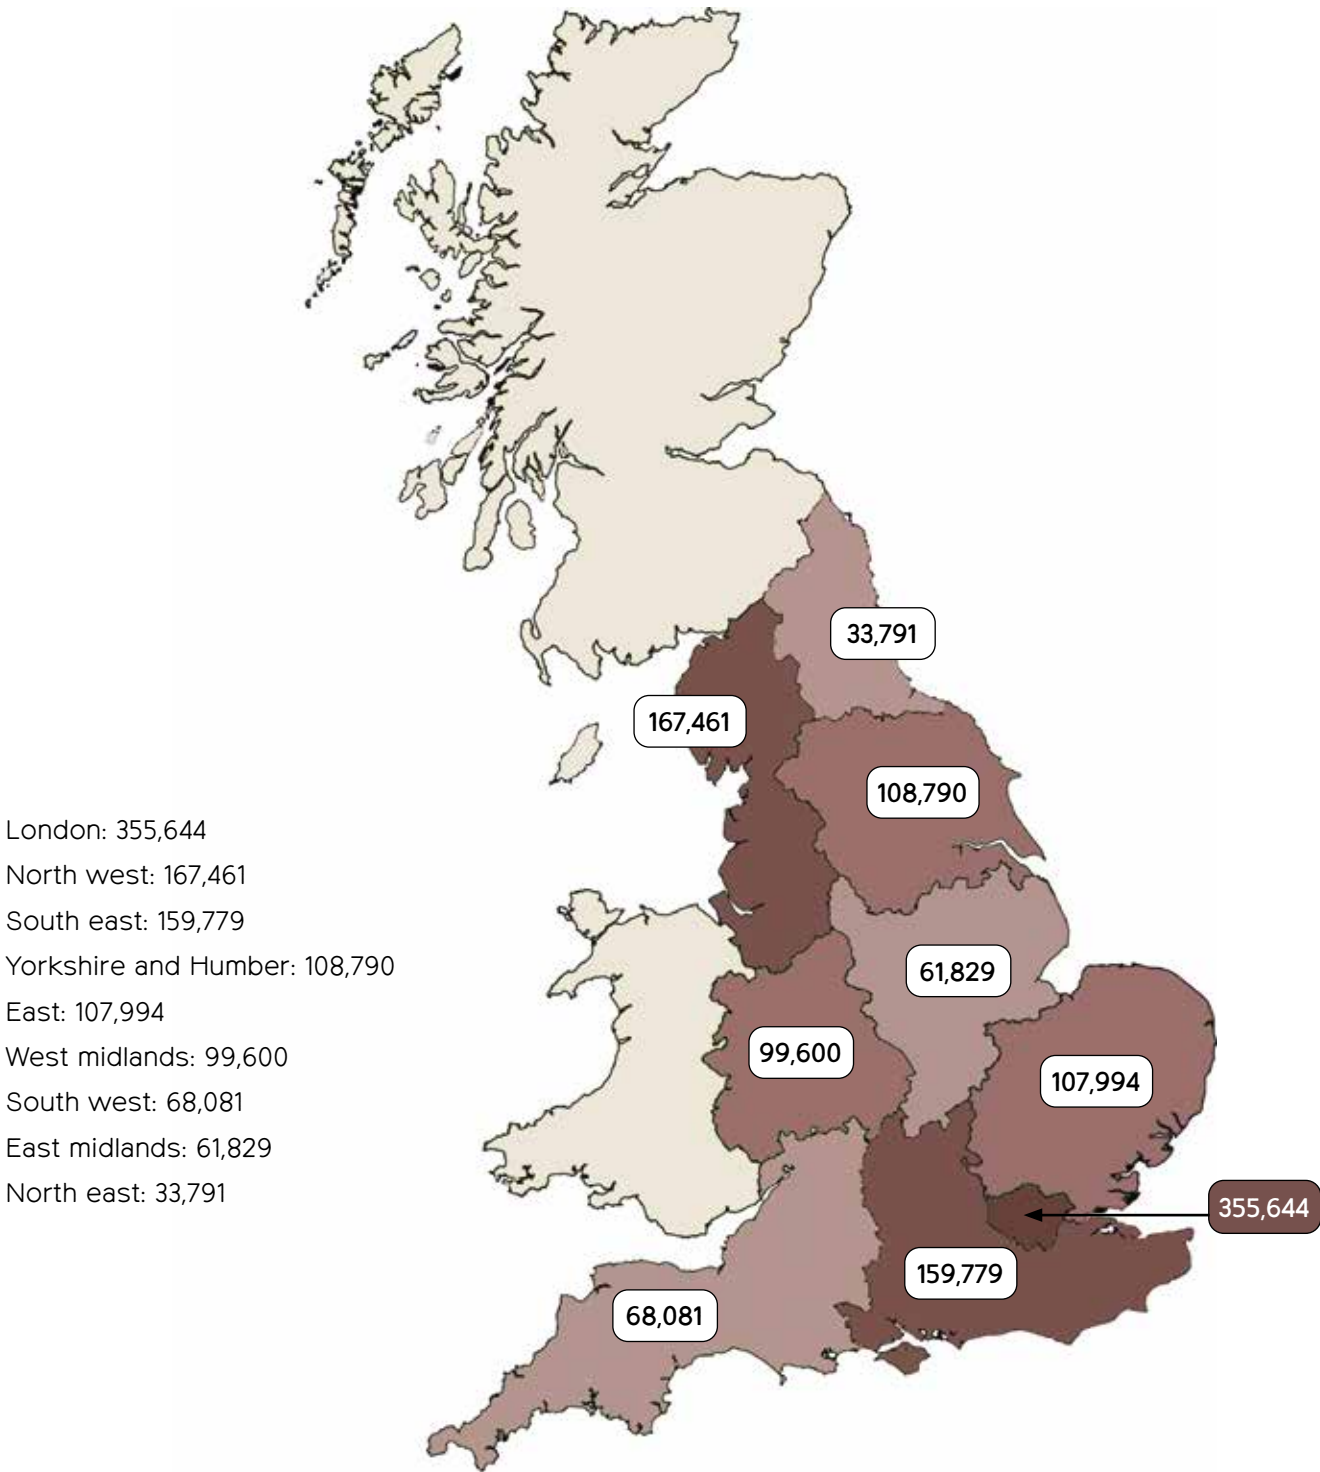 33,791
167,461
108,790
London: 355,644
North west: 167,461
South east: 159,779
Yorkshire and Humber: 108,790
East: 107,994
West midlands: 99,600
South west: 68,081
East midlands: 61,829
North east: 33,791
61,829
99,600
107,994
355,644
159,779
68,081